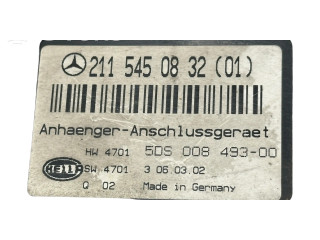 211 545 08 32 (01)
Anhaenger-Anschlussgeraet
HW 4701 5DS 008 493-00
HELLA SW 4701 3 06.03.02
Q 02 Made in Germany